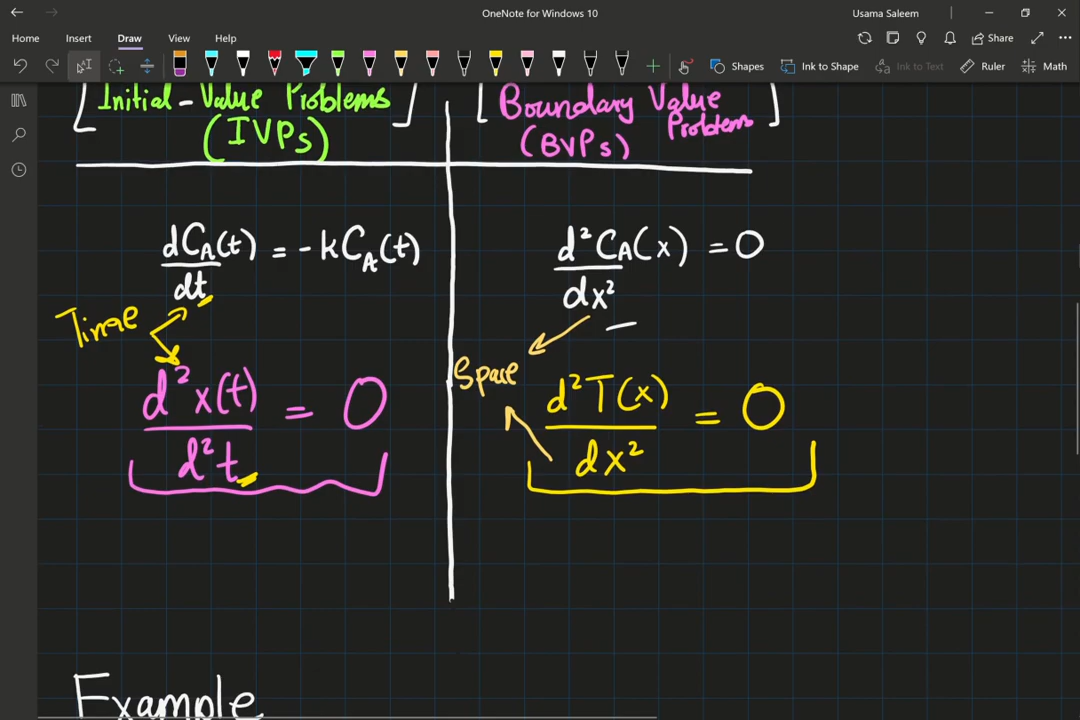 OneNote for Windows 10
Usama Saleem
Home Insert Draw View Help
Share
Shapes
Ink to Shape
Ink to Text
Ruler
Math
[Initial-Value Problems]
(IVPs)
[Boundary Value
Problems]
(BVPs)
dC_A(t)/dt = -kC_A(t)
d²C_A(x)/dx² = 0
Time
Space
d²x(t)/d²t = 0
d²T(x)/dx² = 0
Example